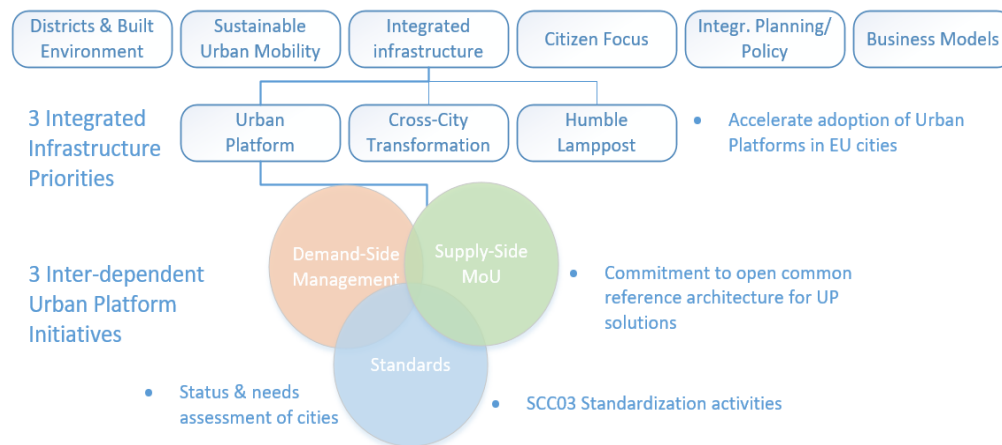 Districts & Built
Environment
Sustainable
Urban Mobility
Integrated
infrastructure
Citizen Focus
Integr. Planning/
Policy
Business Models
3 Integrated
Infrastructure
Priorities
Urban
Platform
Cross-City
Transformation
Humble
Lamppost
• Accelerate adoption of Urban
Platforms in EU cities
3 Inter-dependent
Urban Platform
Initiatives
Demand-Side
Management
Supply-Side
MoU
• Commitment to open common
reference architecture for UP
solutions
Standards
• Status & needs
assessment of cities
• SCC03 Standardization activities